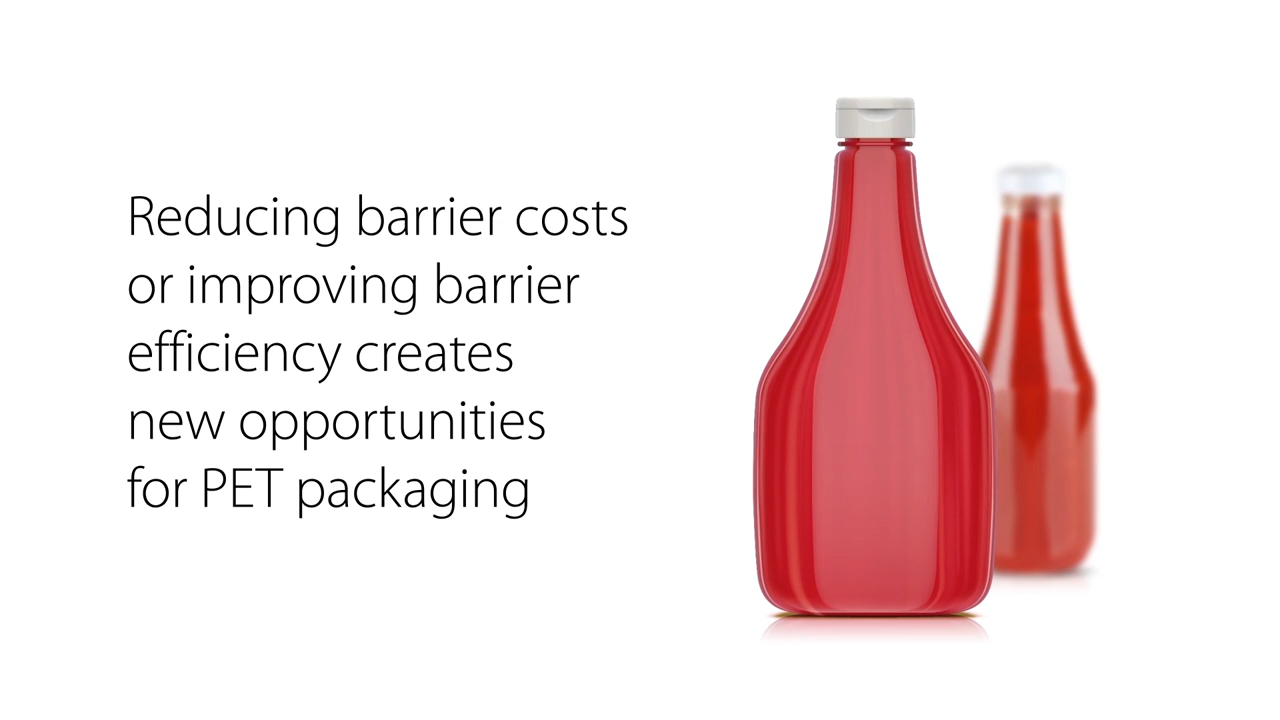 Reducing barrier costs
or improving barrier
efficiency creates
new opportunities
for PET packaging